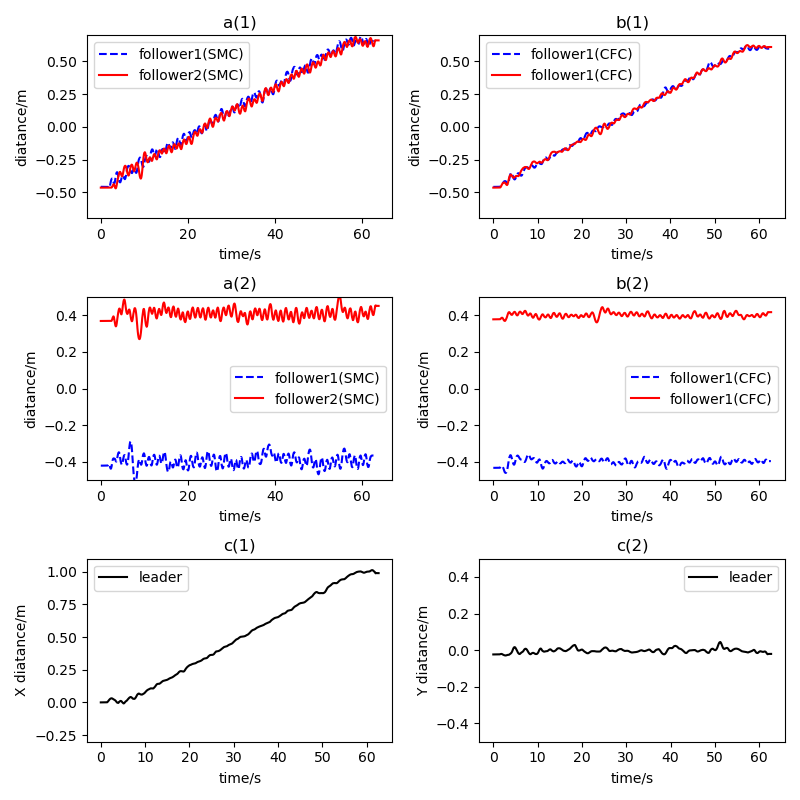 a(1)
follower1(SMC)
follower2(SMC)
0.50
0.25
0.00
−0.25
−0.50
diatance/m
0
20
40
60
time/s
b(1)
follower1(CFC)
follower1(CFC)
0.50
0.25
0.00
−0.25
−0.50
diatance/m
0
10
20
30
40
50
60
time/s
a(2)
0.4
0.2
0.0
−0.2
−0.4
diatance/m
follower1(SMC)
follower2(SMC)
0
20
40
60
time/s
b(2)
0.4
0.2
0.0
−0.2
−0.4
diatance/m
follower1(CFC)
follower1(CFC)
0
10
20
30
40
50
60
time/s
c(1)
leader
1.00
0.75
0.50
0.25
0.00
−0.25
X diatance/m
0
10
20
30
40
50
60
time/s
c(2)
leader
0.4
0.2
0.0
−0.2
−0.4
Y diatance/m
0
10
20
30
40
50
60
time/s